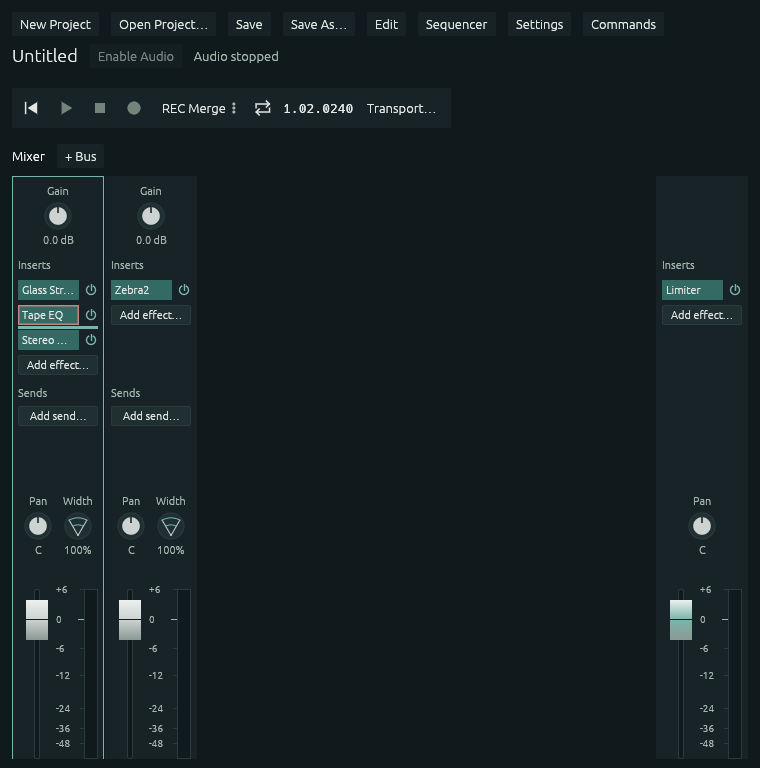 New Project Open Project... Save Save As... Edit Sequencer Settings Commands
Untitled Enable Audio Audio stopped
REC Merge 1.02.0240 Transport...
Mixer + Bus
Gain Gain
0.0 dB 0.0 dB
Inserts Inserts Inserts
Glass Str... Zebra2 Limiter
Tape EQ Add effect... Add effect...
Stereo ...
Add effect...
Sends Sends
Add send... Add send...
Pan Width Pan Width Pan
C 100% C 100% C
+6 +6 +6
0 0 0
-6 -6 -6
-12 -12 -12
-24 -24 -24
-36 -36 -36
-48 -48 -48